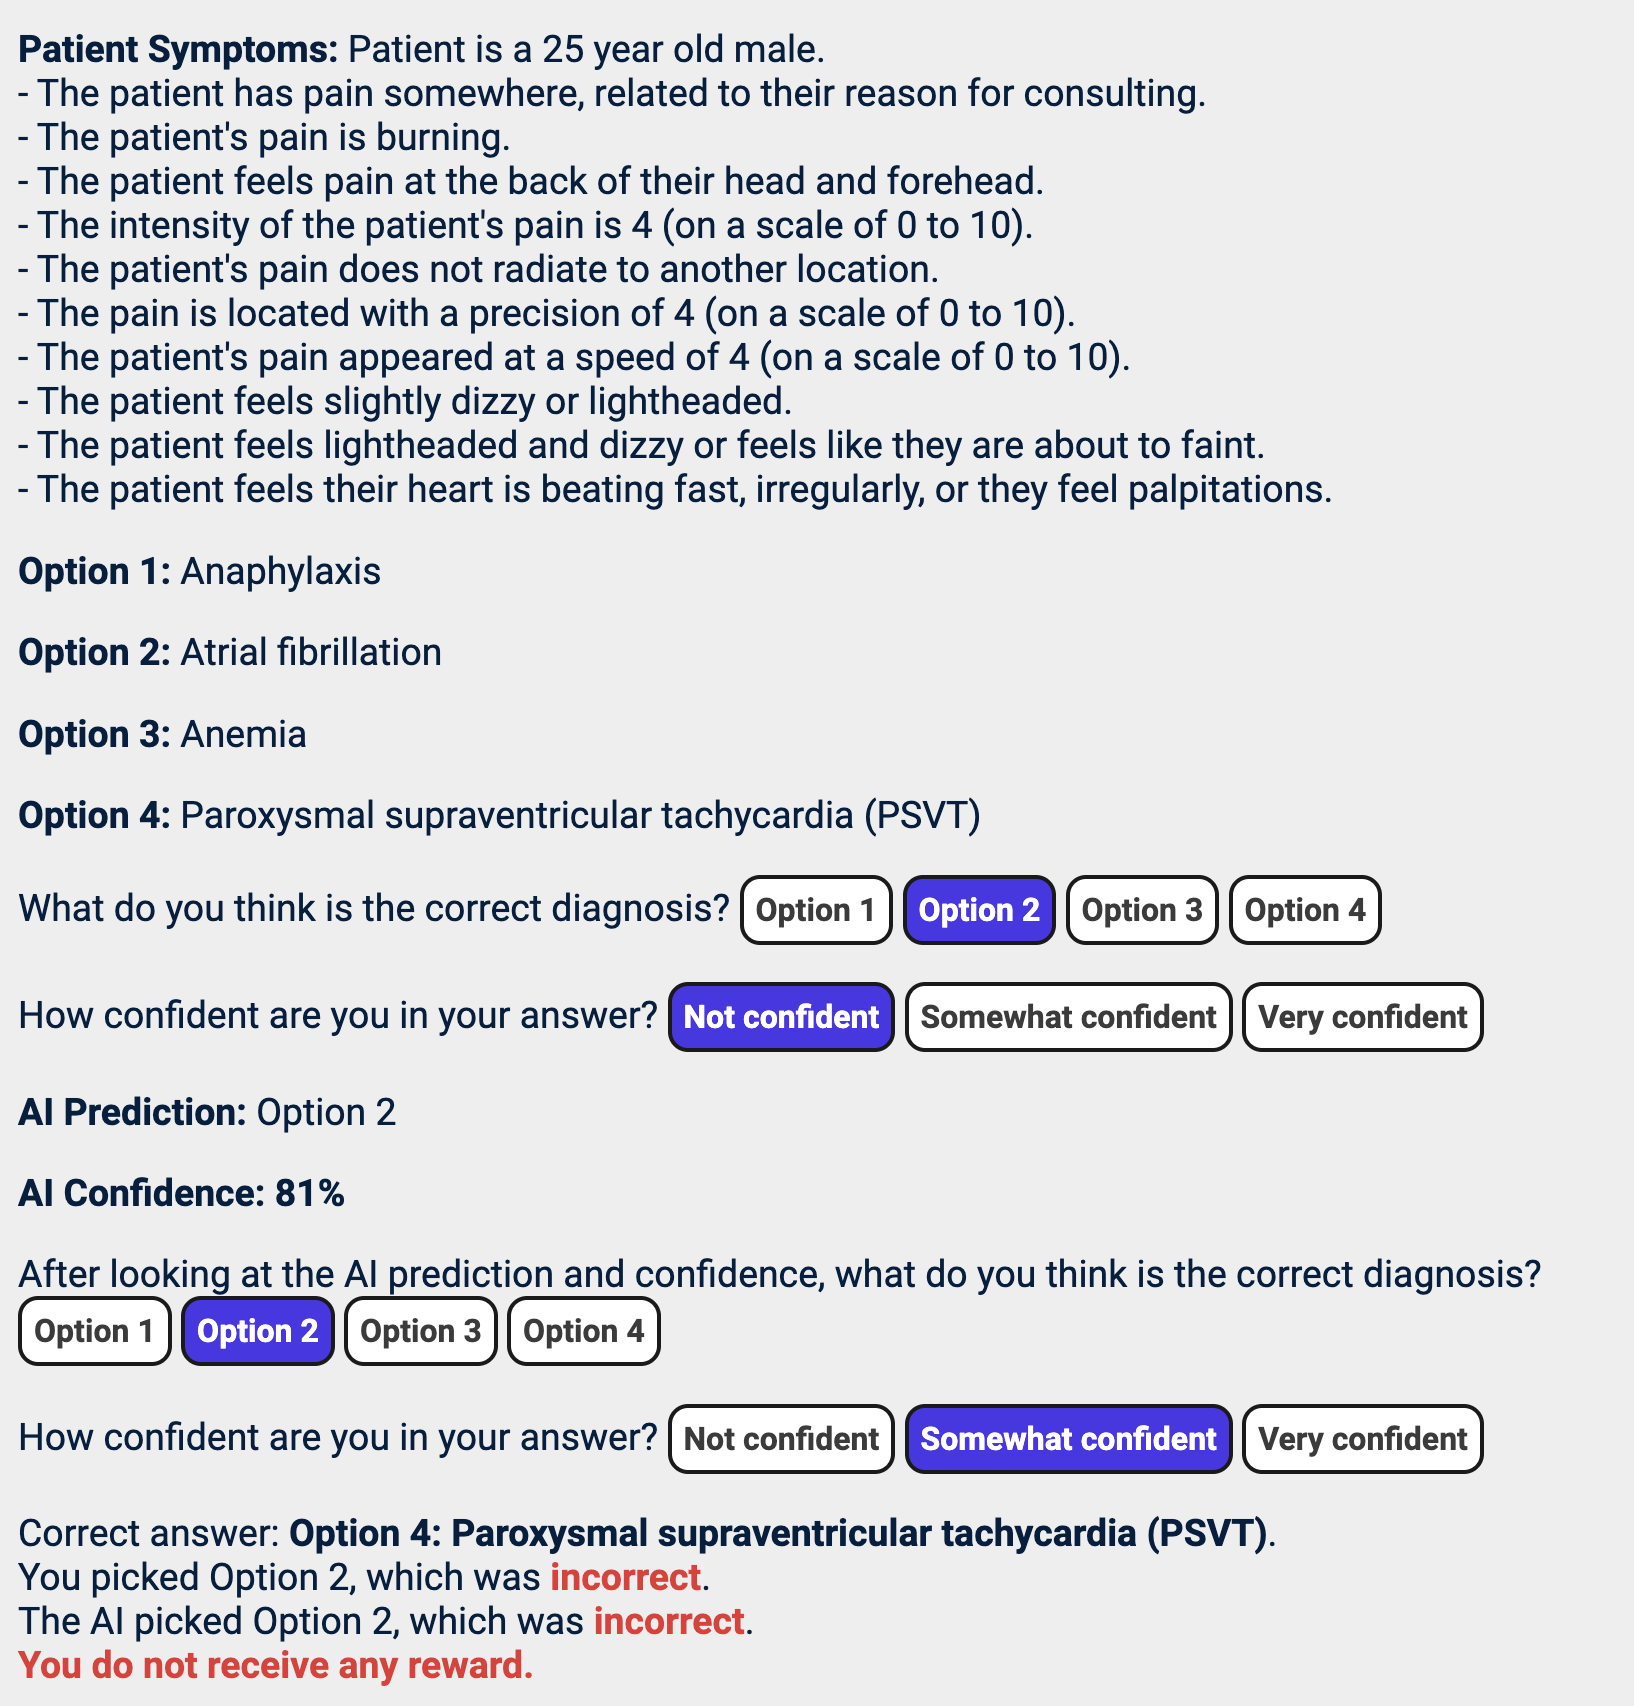 Patient Symptoms: Patient is a 25 year old male.
- The patient has pain somewhere, related to their reason for consulting.
- The patient's pain is burning.
- The patient feels pain at the back of their head and forehead.
- The intensity of the patient's pain is 4 (on a scale of 0 to 10).
- The patient's pain does not radiate to another location.
- The pain is located with a precision of 4 (on a scale of 0 to 10).
- The patient's pain appeared at a speed of 4 (on a scale of 0 to 10).
- The patient feels slightly dizzy or lightheaded.
- The patient feels lightheaded and dizzy or feels like they are about to faint.
- The patient feels their heart is beating fast, irregularly, or they feel palpitations.
Option 1: Anaphylaxis
Option 2: Atrial fibrillation
Option 3: Anemia
Option 4: Paroxysmal supraventricular tachycardia (PSVT)
What do you think is the correct diagnosis? Option 1 Option 2 Option 3 Option 4
How confident are you in your answer? Not confident Somewhat confident Very confident
AI Prediction: Option 2
AI Confidence: 81%
After looking at the AI prediction and confidence, what do you think is the correct diagnosis?
Option 1 Option 2 Option 3 Option 4
How confident are you in your answer? Not confident Somewhat confident Very confident
Correct answer: Option 4: Paroxysmal supraventricular tachycardia (PSVT).
You picked Option 2, which was incorrect.
The AI picked Option 2, which was incorrect.
You do not receive any reward.